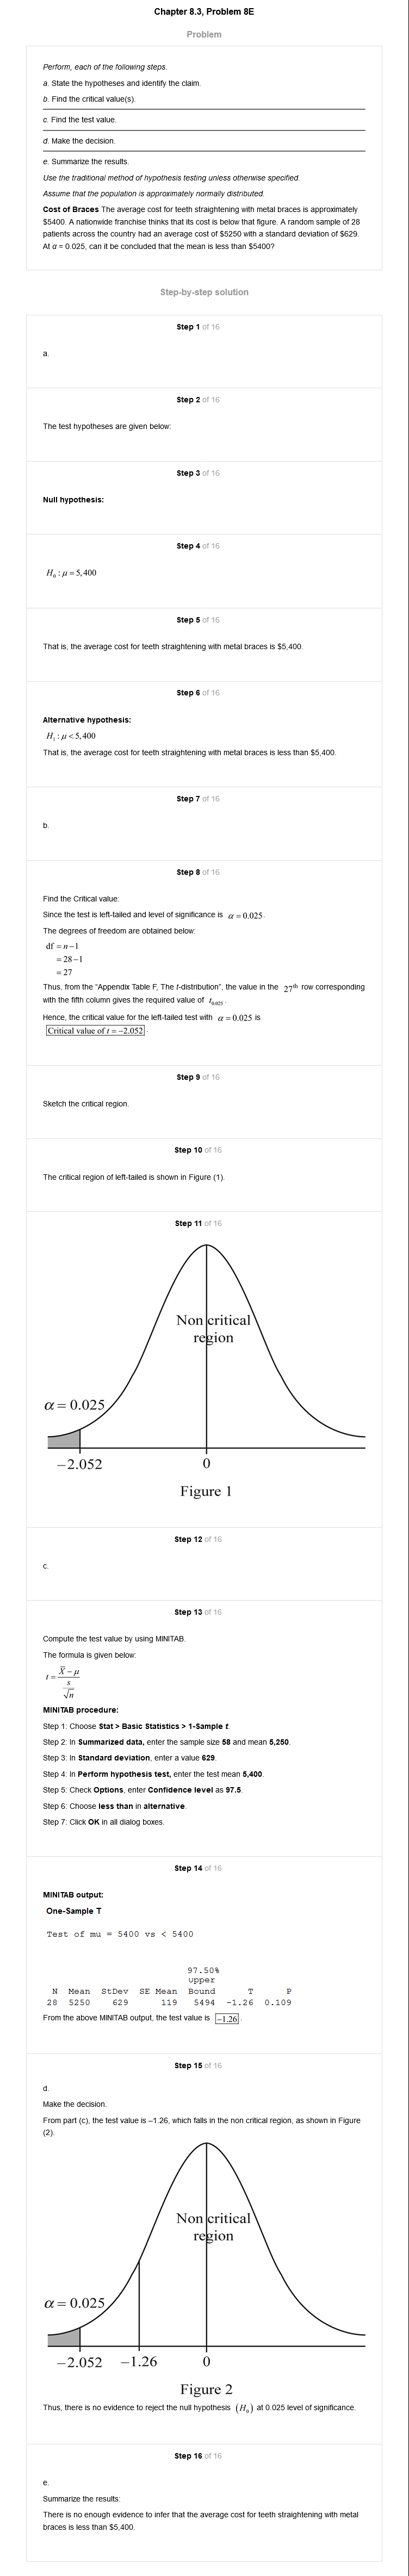 Chapter 8.3, Problem 8E
Problem
Perform, each of the following steps.
a. State the hypotheses and identify the claim.
b. Find the critical value(s).
c. Find the test value.
d. Make the decision.
e. Summarize the results.
Use the traditional method of hypothesis testing unless otherwise specified.
Assume that the population is approximately normally distributed.
Cost of Braces The average cost for teeth straightening with metal braces is approximately
$5400. A nationwide franchise thinks that its cost is below that figure. A random sample of 28
patients across the country had an average cost of $5250 with a standard deviation of $629.
At α = 0.025, can it be concluded that the mean is less than $5400?
Step-by-step solution
Step 1 of 16
a.
Step 2 of 16
The test hypotheses are given below:
Step 3 of 16
Null hypothesis:
Step 4 of 16
H₀ : μ = 5,400
Step 5 of 16
That is, the average cost for teeth straightening with metal braces is $5,400.
Step 6 of 16
Alternative hypothesis:
H₁ : μ < 5,400
That is, the average cost for teeth straightening with metal braces is less than $5,400.
Step 7 of 16
b.
Step 8 of 16
Find the Critical value:
Since the test is left-tailed and level of significance is α = 0.025.
The degrees of freedom are obtained below:
df = n−1
= 28−1
= 27
Thus, from the “Appendix Table F, The t-distribution”, the value in the 27th row corresponding
with the fifth column gives the required value of t₀.₀₂₅.
Hence, the critical value for the left-tailed test with α = 0.025 is
Critical value of t = −2.052.
Step 9 of 16
Sketch the critical region.
Step 10 of 16
The critical region of left-tailed is shown in Figure (1).
Step 11 of 16
Non critical
region
α = 0.025
−2.052 0
Figure 1
Step 12 of 16
c.
Step 13 of 16
Compute the test value by using MINITAB.
The formula is given below:
t = (X̄ − μ) / (s / √n)
MINITAB procedure:
Step 1: Choose Stat > Basic Statistics > 1-Sample t.
Step 2: In Summarized data, enter the sample size 58 and mean 5,250.
Step 3: In Standard deviation, enter a value 629.
Step 4: In Perform hypothesis test, enter the test mean 5,400.
Step 5: Check Options, enter Confidence level as 97.5.
Step 6: Choose less than in alternative.
Step 7: Click OK in all dialog boxes.
Step 14 of 16
MINITAB output:
One-Sample T
Test of mu = 5400 vs < 5400
97.50%
Upper
N Mean StDev SE Mean Bound T P
28 5250 629 119 5494 -1.26 0.109
From the above MINITAB output, the test value is −1.26.
Step 15 of 16
d.
Make the decision.
From part (c), the test value is –1.26, which falls in the non critical region, as shown in Figure
(2).
Non critical
region
α = 0.025
−2.052 −1.26 0
Figure 2
Thus, there is no evidence to reject the null hypothesis (H₀) at 0.025 level of significance.
Step 16 of 16
e.
Summarize the results:
There is no enough evidence to infer that the average cost for teeth straightening with metal
braces is less than $5,400.